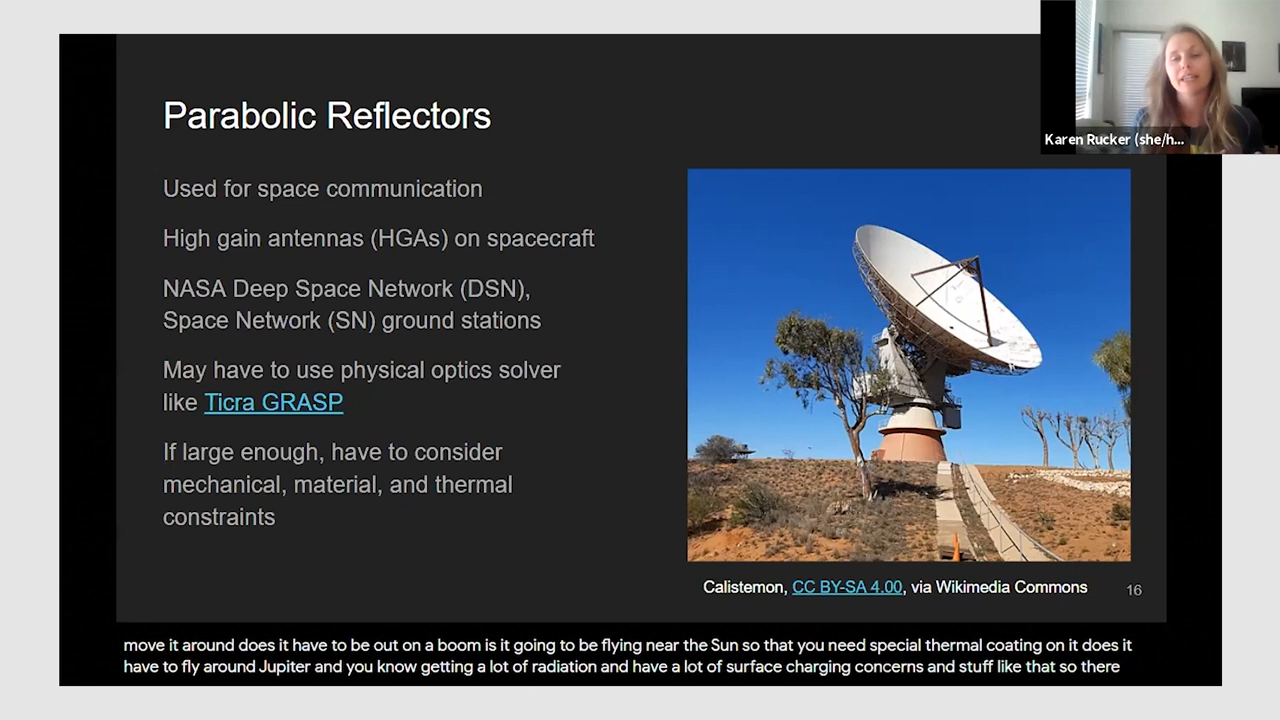 Parabolic Reflectors
Karen Rucker (she/h...
Used for space communication
High gain antennas (HGAs) on spacecraft
NASA Deep Space Network (DSN),
Space Network (SN) ground stations
May have to use physical optics solver
like Ticra GRASP
If large enough, have to consider
mechanical, material, and thermal
constraints
Calistemon, CC BY-SA 4.00, via Wikimedia Commons
16
move it around does it have to be out on a boom is it going to be flying near the Sun so that you need special thermal coating on it does it
have to fly around Jupiter and you know getting a lot of radiation and have a lot of surface charging concerns and stuff like that so there